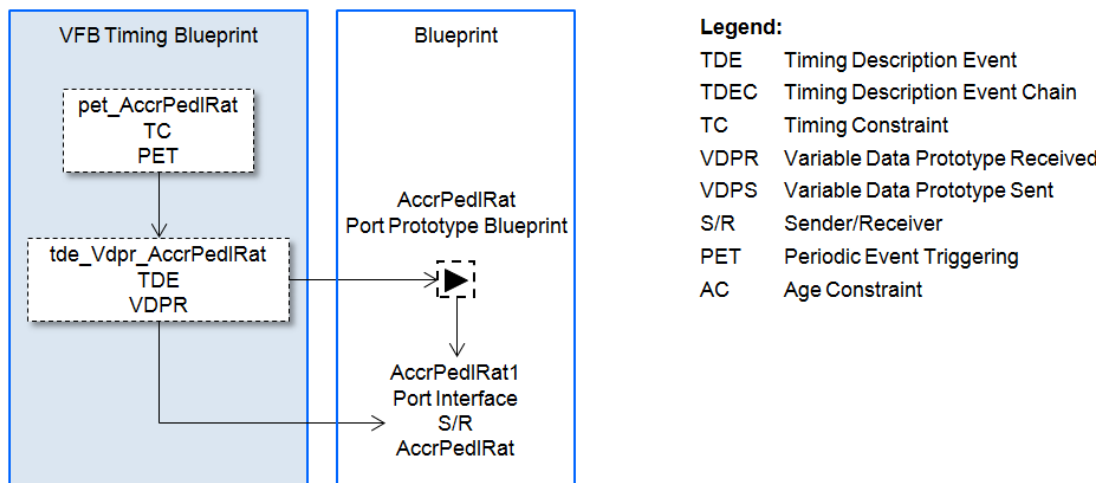 VFB Timing Blueprint
pet_AccrPedlRat
TC
PET
tde_Vdpr_AccrPedlRat
TDE
VDPR
Blueprint
AccrPedlRat
Port Prototype Blueprint
AccrPedlRat1
Port Interface
S/R
AccrPedlRat
Legend:
TDE Timing Description Event
TDEC Timing Description Event Chain
TC Timing Constraint
VDPR Variable Data Prototype Received
VDPS Variable Data Prototype Sent
S/R Sender/Receiver
PET Periodic Event Triggering
AC Age Constraint